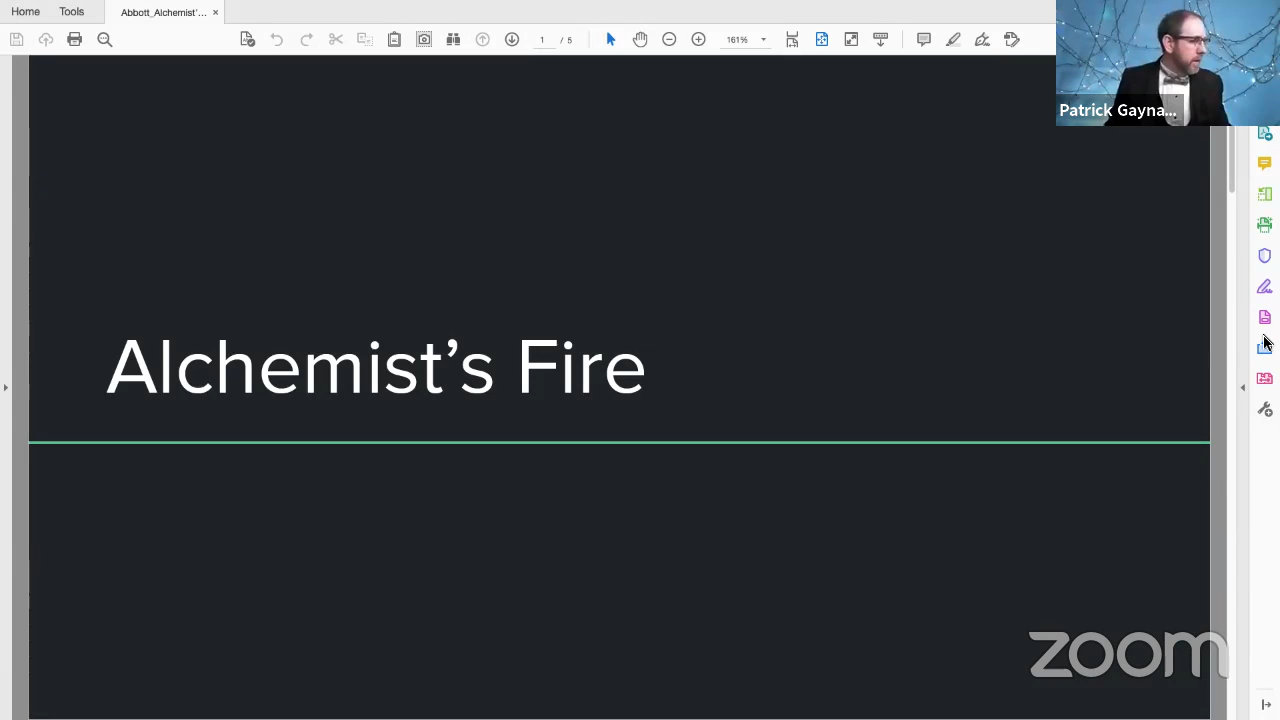 Home Tools Abbott_Alchemist'... ×
1 / 5 161%
Patrick Gayna...
Alchemist’s Fire
zoom